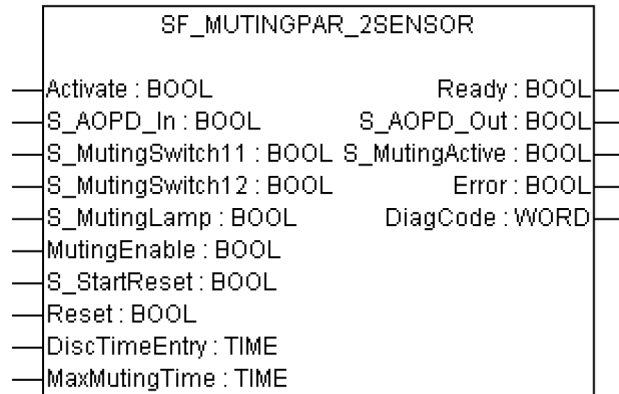 SF_MUTINGPAR_2SENSOR
Activate : BOOL Ready : BOOL
S_AOPD_In : BOOL S_AOPD_Out : BOOL
S_MutingSwitch11 : BOOL S_MutingActive : BOOL
S_MutingSwitch12 : BOOL Error : BOOL
S_MutingLamp : BOOL DiagCode : WORD
MutingEnable : BOOL
S_StartReset : BOOL
Reset : BOOL
DiscTimeEntry : TIME
MaxMutingTime : TIME